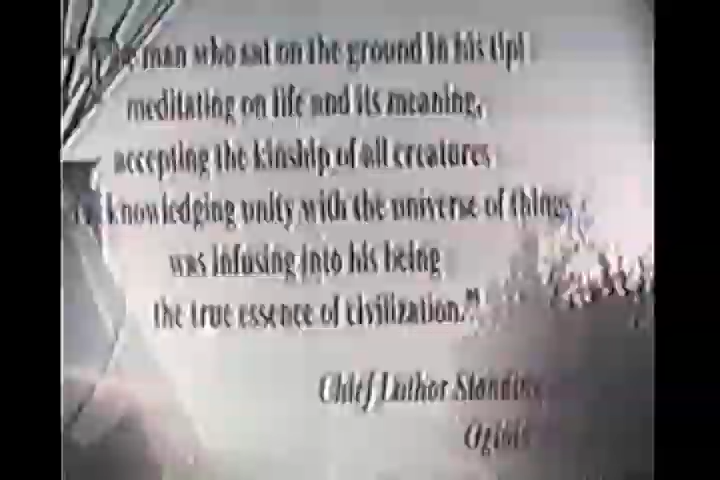 man who sat on the ground in his tipi
meditating on life and its meaning,
accepting the kinship of all creatures
knowledging unity with the universe of things
was infusing into his being
the true essence of civilization."
Chief Luther Standing